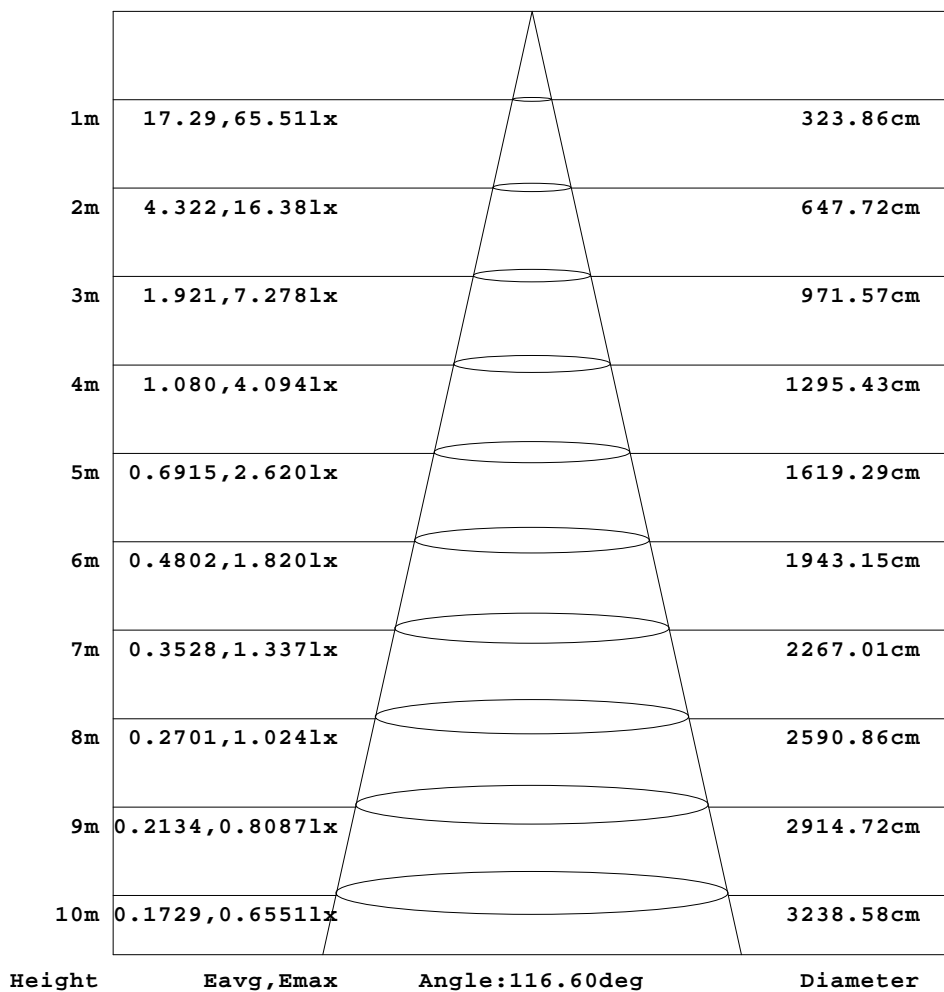 1m 17.29,65.51lx 323.86cm
2m 4.322,16.38lx 647.72cm
3m 1.921,7.278lx 971.57cm
4m 1.080,4.094lx 1295.43cm
5m 0.6915,2.620lx 1619.29cm
6m 0.4802,1.820lx 1943.15cm
7m 0.3528,1.337lx 2267.01cm
8m 0.2701,1.024lx 2590.86cm
9m 0.2134,0.8087lx 2914.72cm
10m 0.1729,0.6551lx 3238.58cm
Height Eavg,Emax Angle:116.60deg Diameter